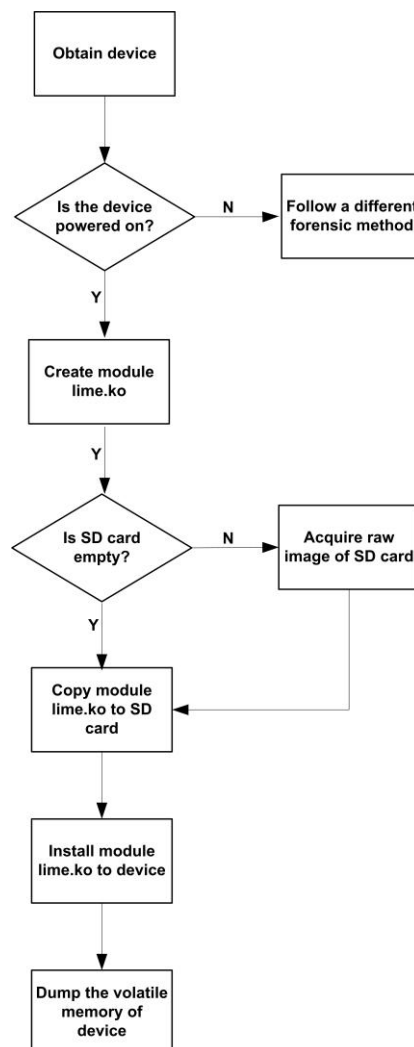 Obtain device
Is the device
powered on?
N
Follow a different
forensic method
Y
Create module
lime.ko
Y
Is SD card
empty?
N
Acquire raw
image of SD card
Y
Copy module
lime.ko to SD
card
Install module
lime.ko to device
Dump the volatile
memory of
device